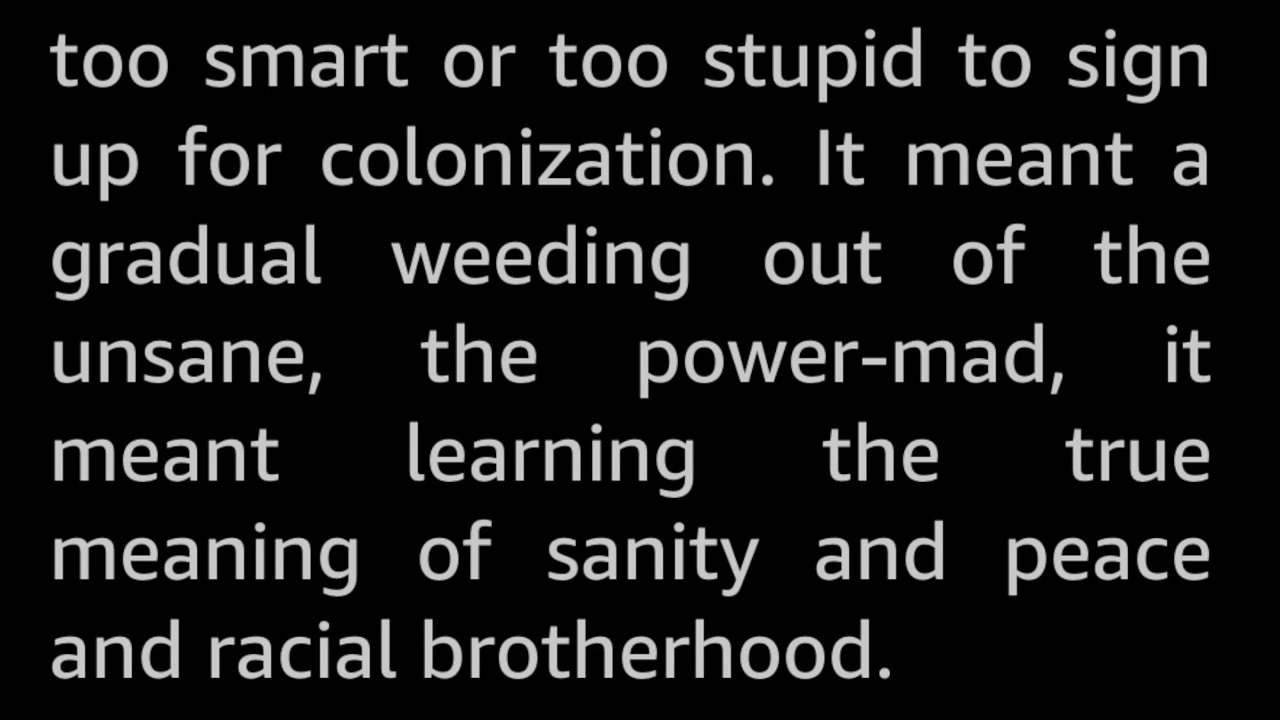 too smart or too stupid to sign
up for colonization. It meant a
gradual weeding out of the
unsane, the power-mad, it
meant learning the true
meaning of sanity and peace
and racial brotherhood.